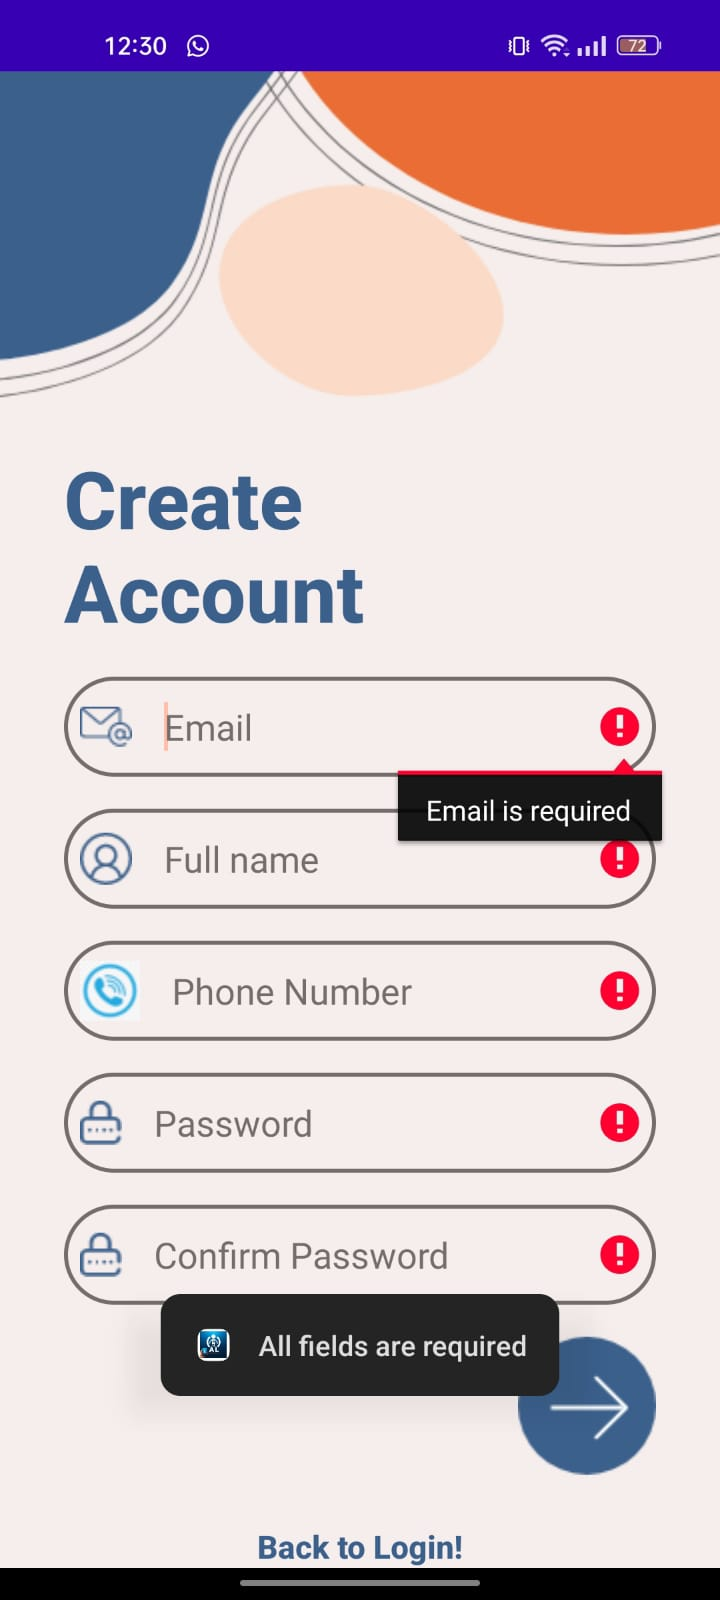 12:30
72
Create
Account
Email
Email is required
Full name
Phone Number
Password
Confirm Password
AL
All fields are required
Back to Login!